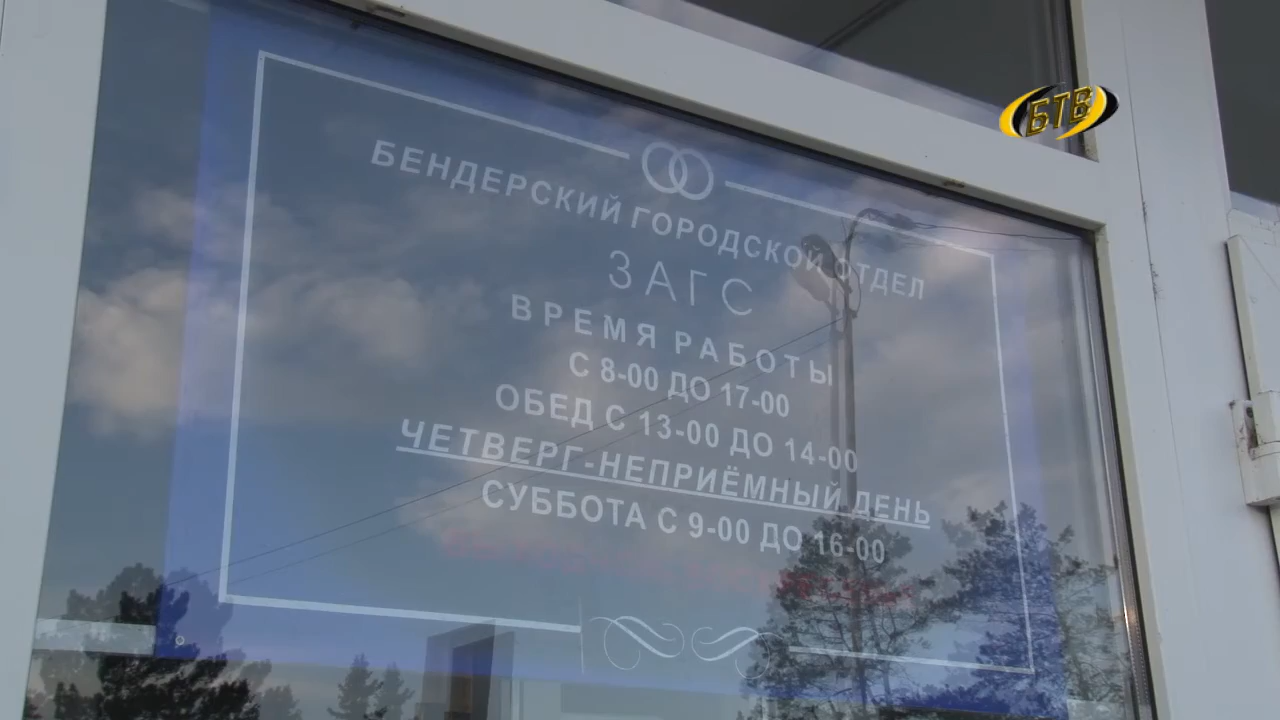 БТВ
БЕНДЕРСКИЙ ГОРОДСКОЙ ОТДЕЛ
ЗАГС
ВРЕМЯ РАБОТЫ
С 8-00 ДО 17-00
ОБЕД С 13-00 ДО 14-00
ЧЕТВЕРГ-НЕПРИЁМНЫЙ ДЕНЬ
СУББОТА С 9-00 ДО 16-00